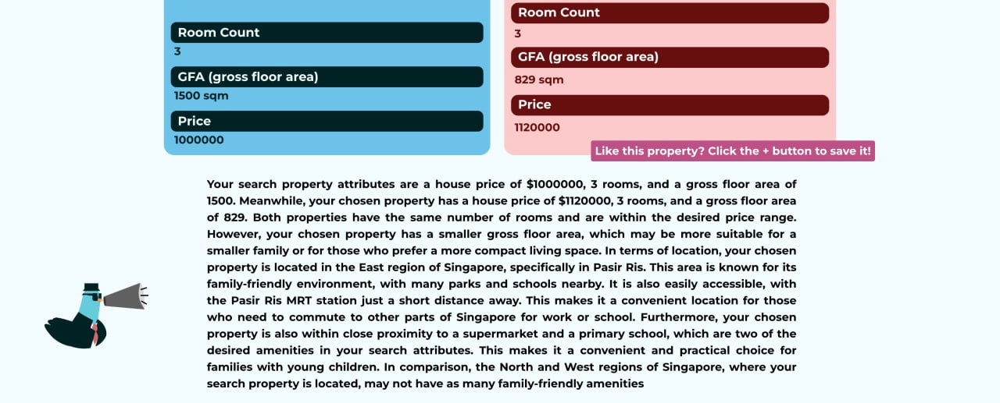 Room Count
3
GFA (gross floor area)
1500 sqm
Price
1000000
Room Count
3
GFA (gross floor area)
829 sqm
Price
1120000
Like this property? Click the + button to save it!
Your search property attributes are a house price of $1000000, 3 rooms, and a gross floor area of
1500. Meanwhile, your chosen property has a house price of $1120000, 3 rooms, and a gross floor area
of 829. Both properties have the same number of rooms and are within the desired price range.
However, your chosen property has a smaller gross floor area, which may be more suitable for a
smaller family or for those who prefer a more compact living space. In terms of location, your chosen
property is located in the East region of Singapore, specifically in Pasir Ris. This area is known for its
family-friendly environment, with many parks and schools nearby. It is also easily accessible, with
the Pasir Ris MRT station just a short distance away. This makes it a convenient location for those
who need to commute to other parts of Singapore for work or school. Furthermore, your chosen
property is also within close proximity to a supermarket and a primary school, which are two of the
desired amenities in your search attributes. This makes it a convenient and practical choice for
families with young children. In comparison, the North and West regions of Singapore, where your
search property is located, may not have as many family-friendly amenities